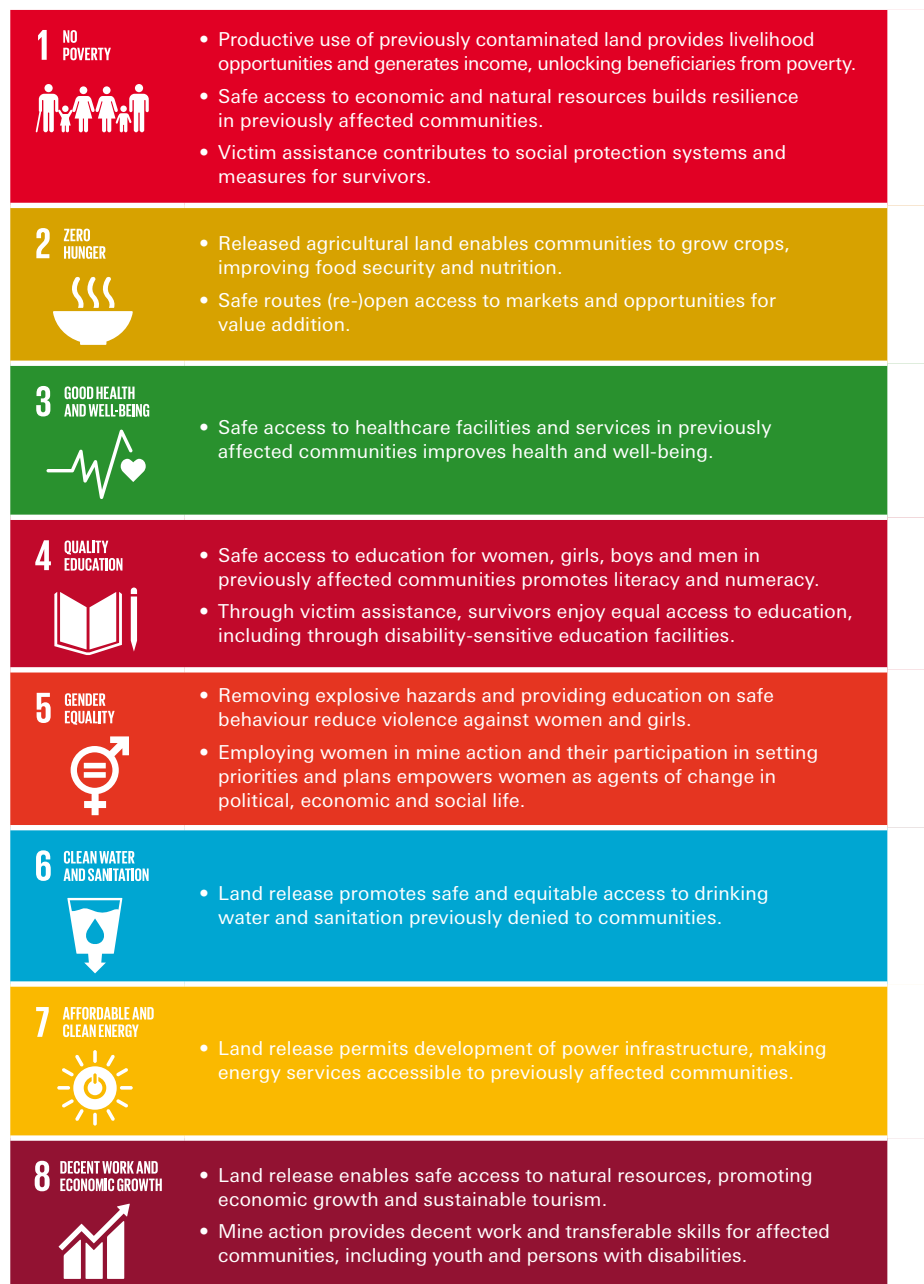 1 NO
POVERTY
• Productive use of previously contaminated land provides livelihood
opportunities and generates income, unlocking beneficiaries from poverty.
• Safe access to economic and natural resources builds resilience
in previously affected communities.
• Victim assistance contributes to social protection systems and
measures for survivors.
2 ZERO
HUNGER
• Released agricultural land enables communities to grow crops,
improving food security and nutrition.
• Safe routes (re-)open access to markets and opportunities for
value addition.
3 GOOD HEALTH
AND WELL-BEING
• Safe access to healthcare facilities and services in previously
affected communities improves health and well-being.
4 QUALITY
EDUCATION
• Safe access to education for women, girls, boys and men in
previously affected communities promotes literacy and numeracy.
• Through victim assistance, survivors enjoy equal access to education,
including through disability-sensitive education facilities.
5 GENDER
EQUALITY
• Removing explosive hazards and providing education on safe
behaviour reduce violence against women and girls.
• Employing women in mine action and their participation in setting
priorities and plans empowers women as agents of change in
political, economic and social life.
6 CLEAN WATER
AND SANITATION
• Land release promotes safe and equitable access to drinking
water and sanitation previously denied to communities.
7 AFFORDABLE AND
CLEAN ENERGY
• Land release permits development of power infrastructure, making
energy services accessible to previously affected communities.
8 DECENT WORK AND
ECONOMIC GROWTH
• Land release enables safe access to natural resources, promoting
economic growth and sustainable tourism.
• Mine action provides decent work and transferable skills for affected
communities, including youth and persons with disabilities.